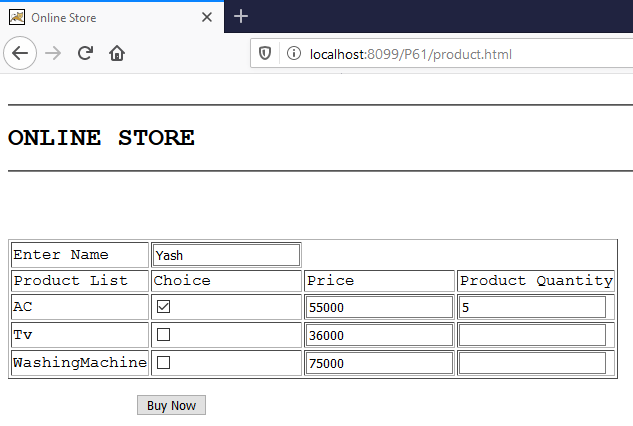 Online Store
localhost:8099/P61/product.html
ONLINE STORE
Enter Name Yash
Product List Choice Price Product Quantity
AC 55000 5
Tv 36000
WashingMachine 75000
Buy Now